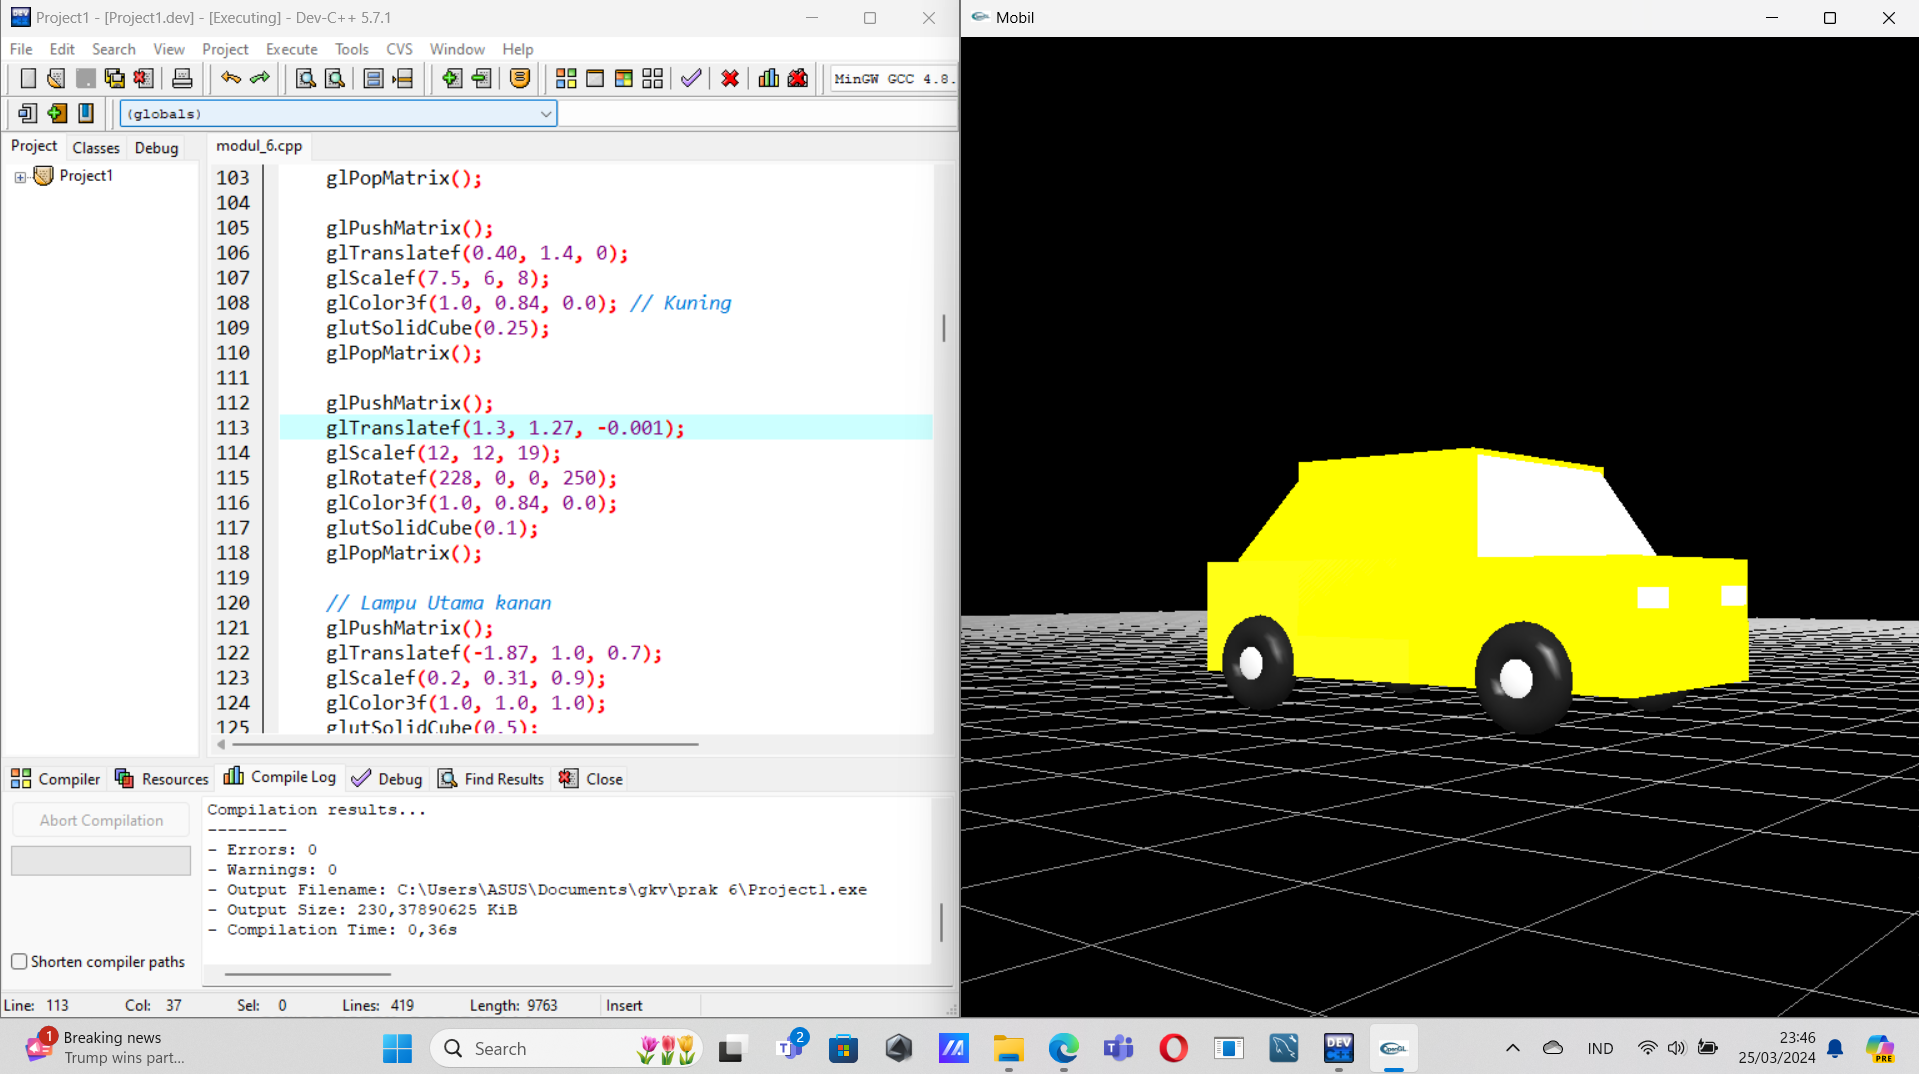 Project1 - [Project1.dev] - [Executing] - Dev-C++ 5.7.1
File Edit Search View Project Execute Tools CVS Window Help
MinGW GCC 4.8.
(globals)
Project Classes Debug
Project1
modul_6.cpp
103 glPopMatrix();
104
105 glPushMatrix();
106 glTranslatef(0.40, 1.4, 0);
107 glScalef(7.5, 6, 8);
108 glColor3f(1.0, 0.84, 0.0); // Kuning
109 glutSolidCube(0.25);
110 glPopMatrix();
111
112 glPushMatrix();
113 glTranslatef(1.3, 1.27, -0.001);
114 glScalef(12, 12, 19);
115 glRotatef(228, 0, 0, 250);
116 glColor3f(1.0, 0.84, 0.0);
117 glutSolidCube(0.1);
118 glPopMatrix();
119
120 // Lampu Utama kanan
121 glPushMatrix();
122 glTranslatef(-1.87, 1.0, 0.7);
123 glScalef(0.2, 0.31, 0.9);
124 glColor3f(1.0, 1.0, 1.0);
125 glutSolidCube(0.5);
Compiler Resources Compile Log Debug Find Results Close
Abort Compilation
Shorten compiler paths
Compilation results...
--------
- Errors: 0
- Warnings: 0
- Output Filename: C:\Users\ASUS\Documents\gkv\prak 6\Project1.exe
- Output Size: 230,37890625 KiB
- Compilation Time: 0,36s
Line: 113 Col: 37 Sel: 0 Lines: 419 Length: 9763 Insert
Mobil
1
Breaking news
Trump wins part...
Search
2
DEV
C++
OpenGL
IND
23:46
25/03/2024
PRE